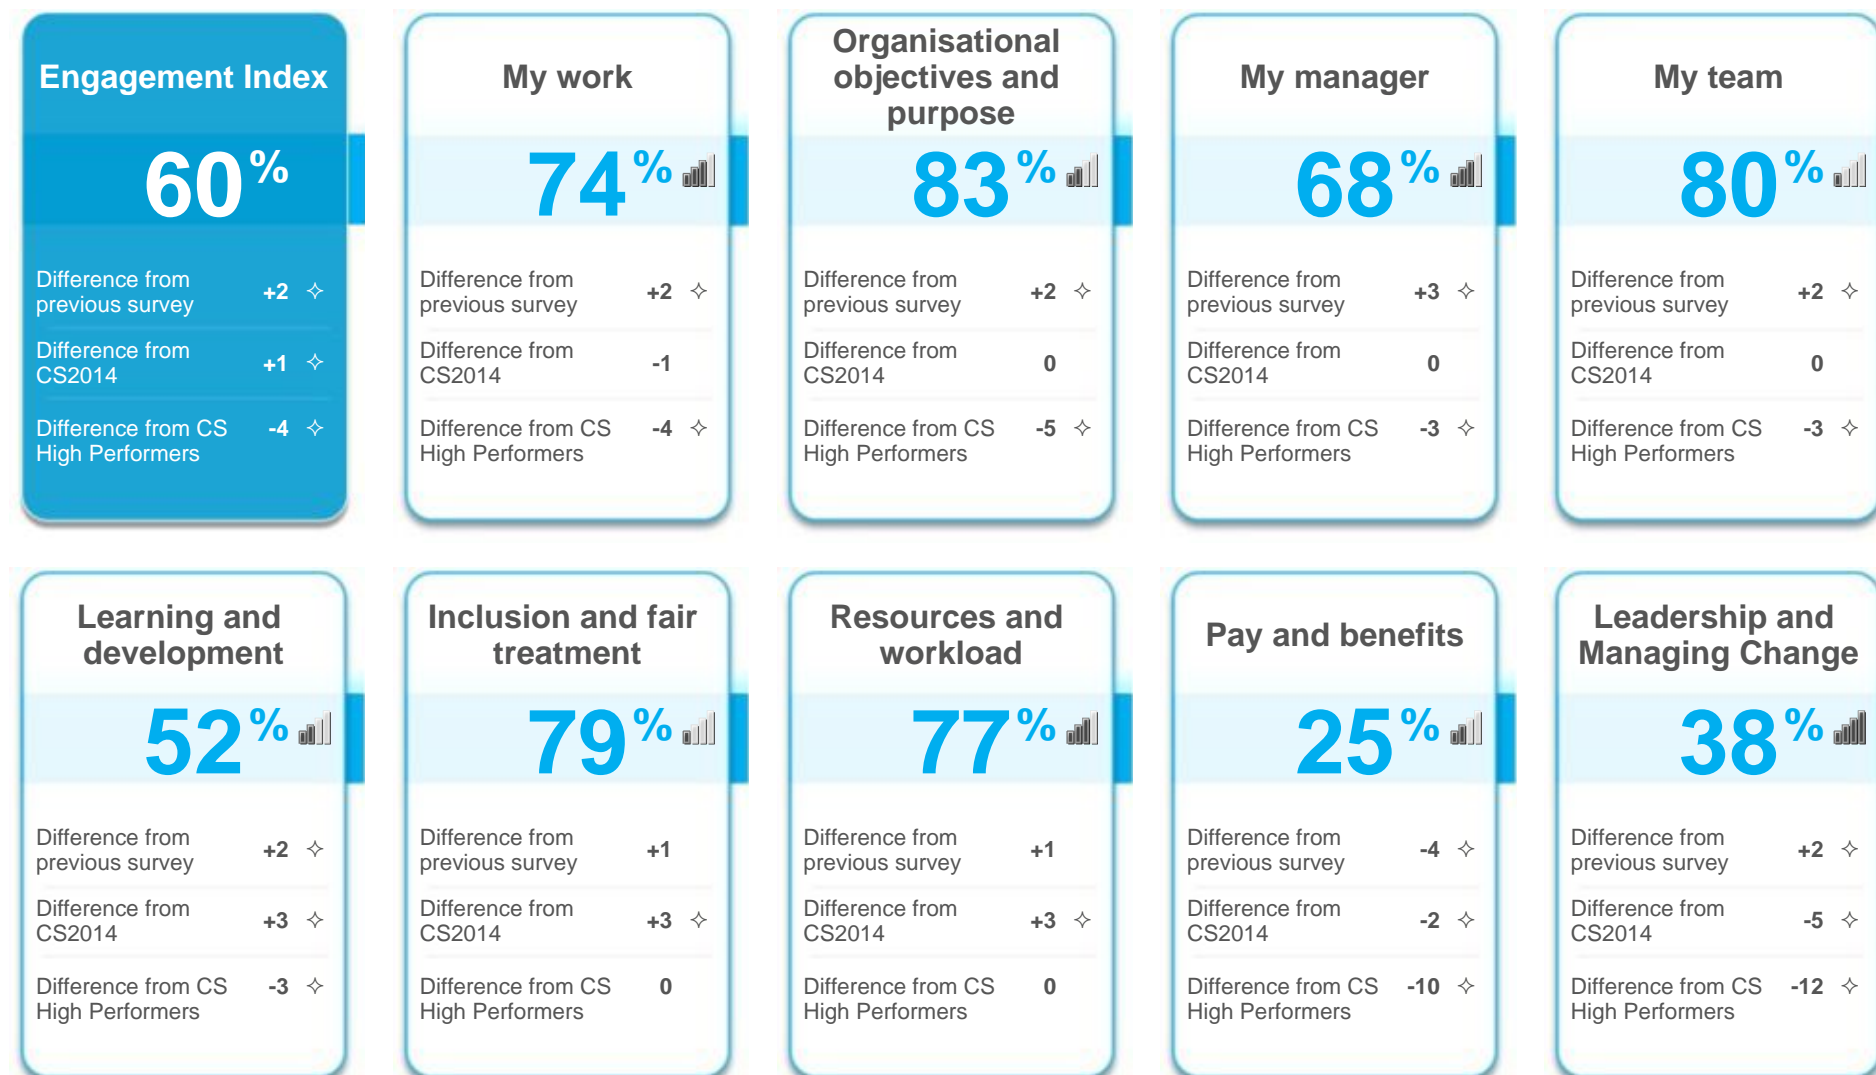 Engagement Index
60%
Difference from
previous survey +2 ✧
Difference from
CS2014 +1 ✧
Difference from CS
High Performers -4 ✧
My work
74%
Difference from
previous survey +2 ✧
Difference from
CS2014 -1
Difference from CS
High Performers -4 ✧
Organisational
objectives and
purpose
83%
Difference from
previous survey +2 ✧
Difference from
CS2014 0
Difference from CS
High Performers -5 ✧
My manager
68%
Difference from
previous survey +3 ✧
Difference from
CS2014 0
Difference from CS
High Performers -3 ✧
My team
80%
Difference from
previous survey +2 ✧
Difference from
CS2014 0
Difference from CS
High Performers -3 ✧
Learning and
development
52%
Difference from
previous survey +2 ✧
Difference from
CS2014 +3 ✧
Difference from CS
High Performers -3 ✧
Inclusion and fair
treatment
79%
Difference from
previous survey +1
Difference from
CS2014 +3 ✧
Difference from CS
High Performers 0
Resources and
workload
77%
Difference from
previous survey +1
Difference from
CS2014 +3 ✧
Difference from CS
High Performers 0
Pay and benefits
25%
Difference from
previous survey -4 ✧
Difference from
CS2014 -2 ✧
Difference from CS
High Performers -10 ✧
Leadership and
Managing Change
38%
Difference from
previous survey +2 ✧
Difference from
CS2014 -5 ✧
Difference from CS
High Performers -12 ✧